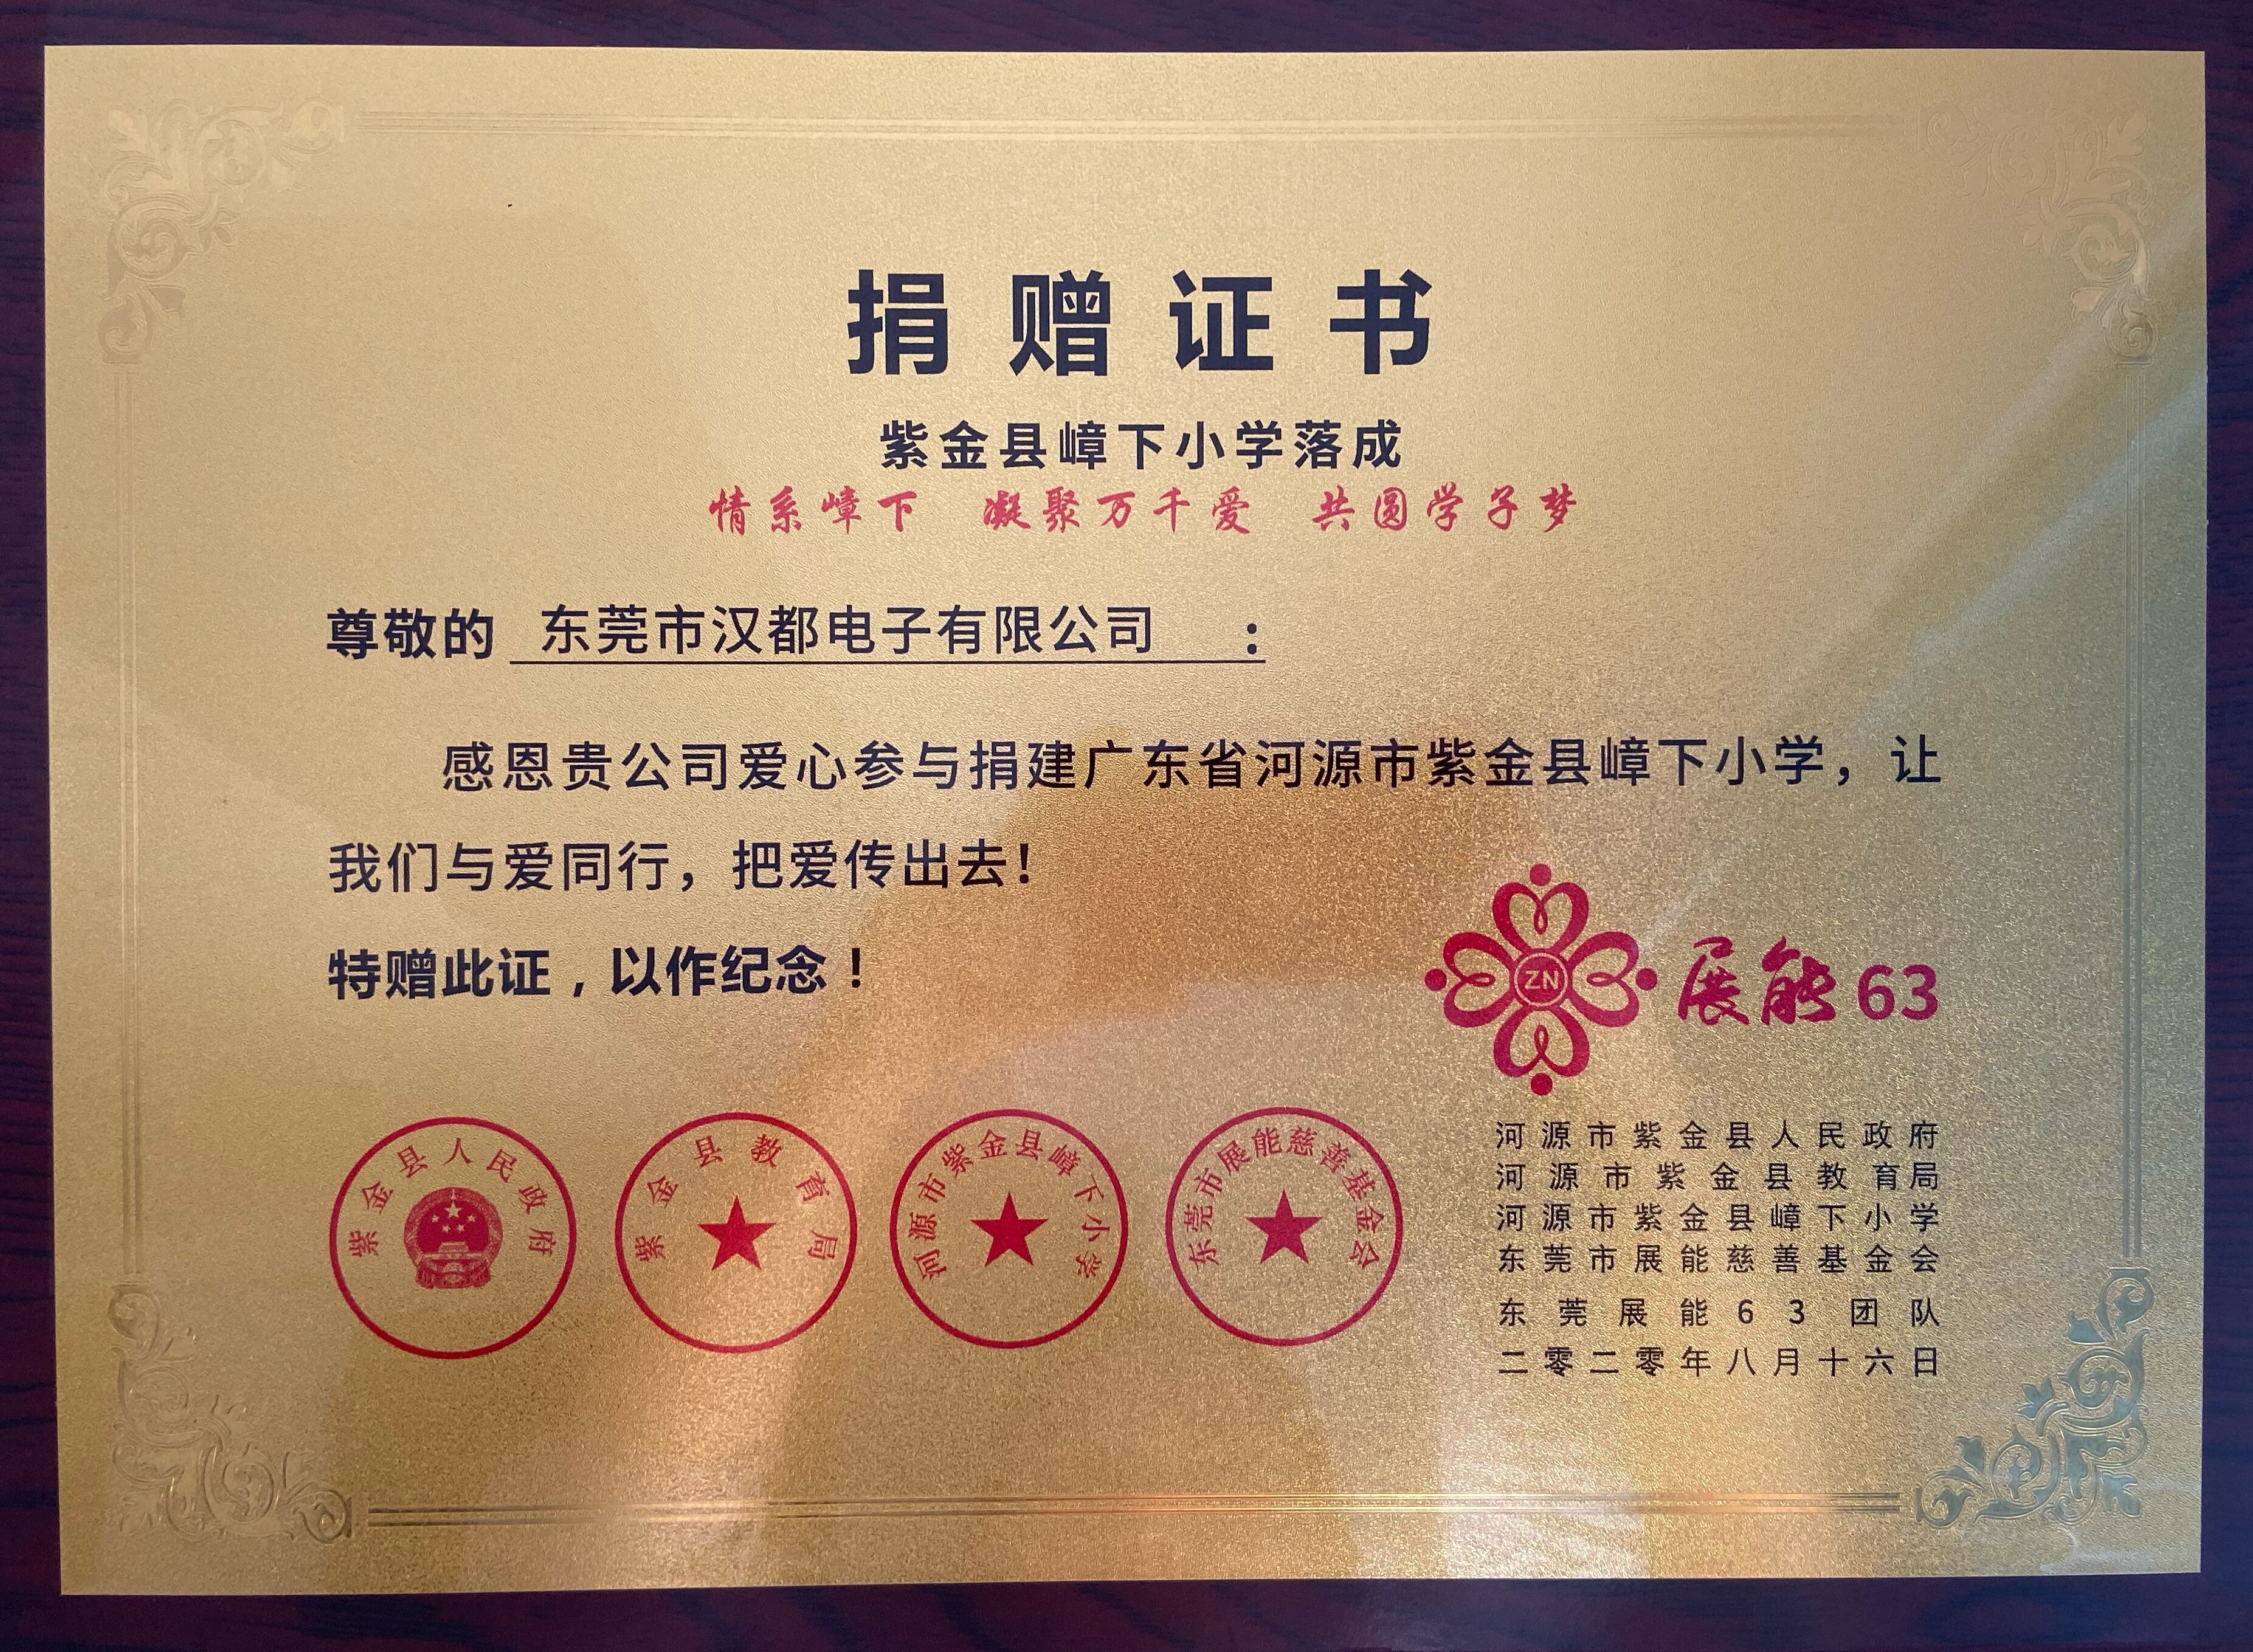 捐赠证书
紫金县嶂下小学落成
情系嶂下 凝聚万千爱 共圆学子梦
尊敬的 东莞市汉都电子有限公司 :
感恩贵公司爱心参与捐建广东省河源市紫金县嶂下小学，让
我们与爱同行，把爱传出去！
特赠此证，以作纪念！
ZN 展能63
紫金县人民政府
紫金县教育局
河源市紫金县嶂下小学
东莞市展能慈善基金会
河源市紫金县人民政府
河源市紫金县教育局
河源市紫金县嶂下小学
东莞市展能慈善基金会
东莞展能63团队
二零二零年八月十六日